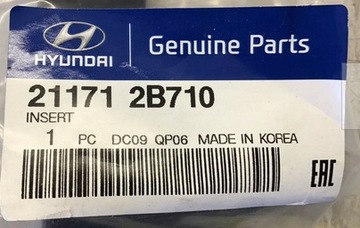 HYUNDAI
Genuine Parts
21171 2B710
INSERT
1 PC DC09 QP06 MADE IN KOREA
EAC